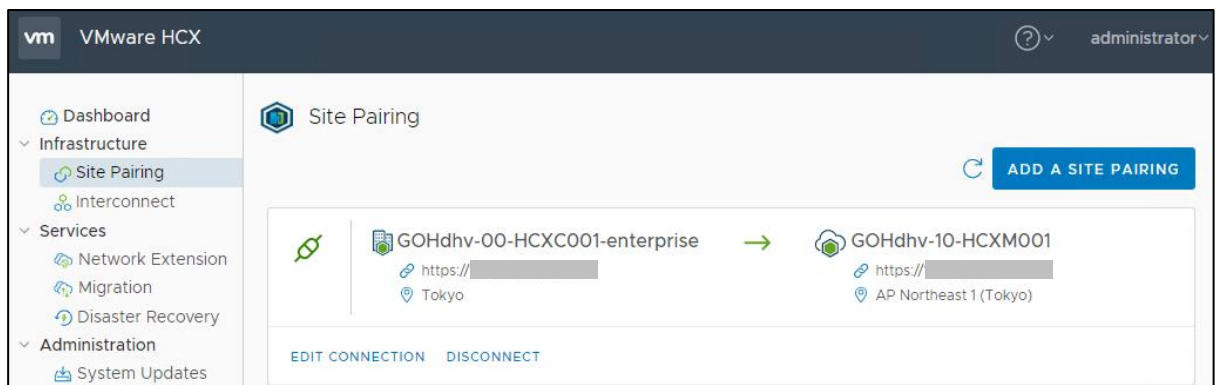 vm VMware HCX administrator
Dashboard
Infrastructure
Site Pairing
Interconnect
Services
Network Extension
Migration
Disaster Recovery
Administration
System Updates
Site Pairing
ADD A SITE PAIRING
GOHdhv-00-HCXC001-enterprise
https://
Tokyo
→
GOHdhv-10-HCXM001
https://
AP Northeast 1 (Tokyo)
EDIT CONNECTION DISCONNECT